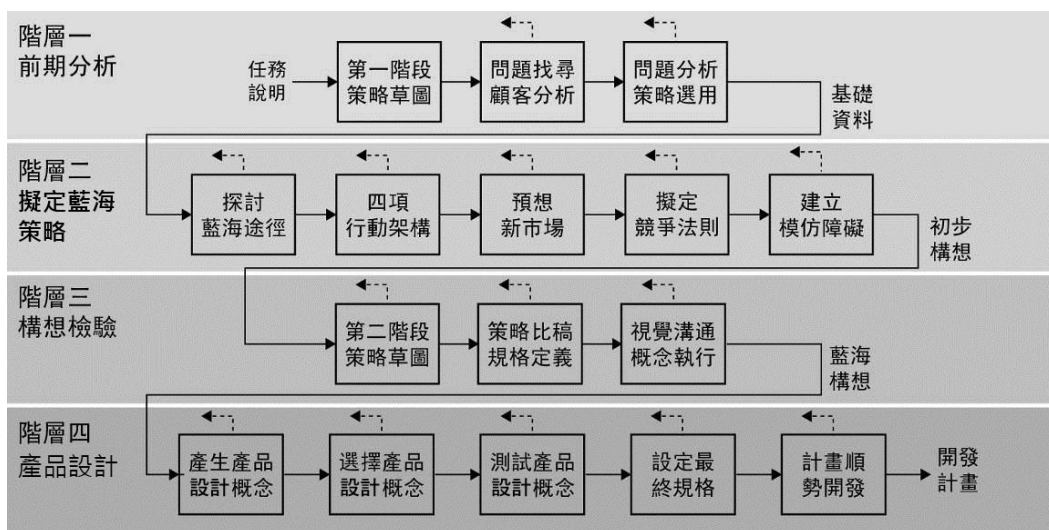 階層一
前期分析
任務
說明
第一階段
策略草圖
問題找尋
顧客分析
問題分析
策略選用
基礎
資料
階層二
擬定藍海
策略
探討
藍海途徑
四項
行動架構
預想
新市場
擬定
競爭法則
建立
模仿障礙
初步
構想
階層三
構想檢驗
第二階段
策略草圖
策略比稿
規格定義
視覺溝通
概念執行
藍海
構想
階層四
產品設計
產生產品
設計概念
選擇產品
設計概念
測試產品
設計概念
設定最
終規格
計畫順
勢開發
開發
計畫